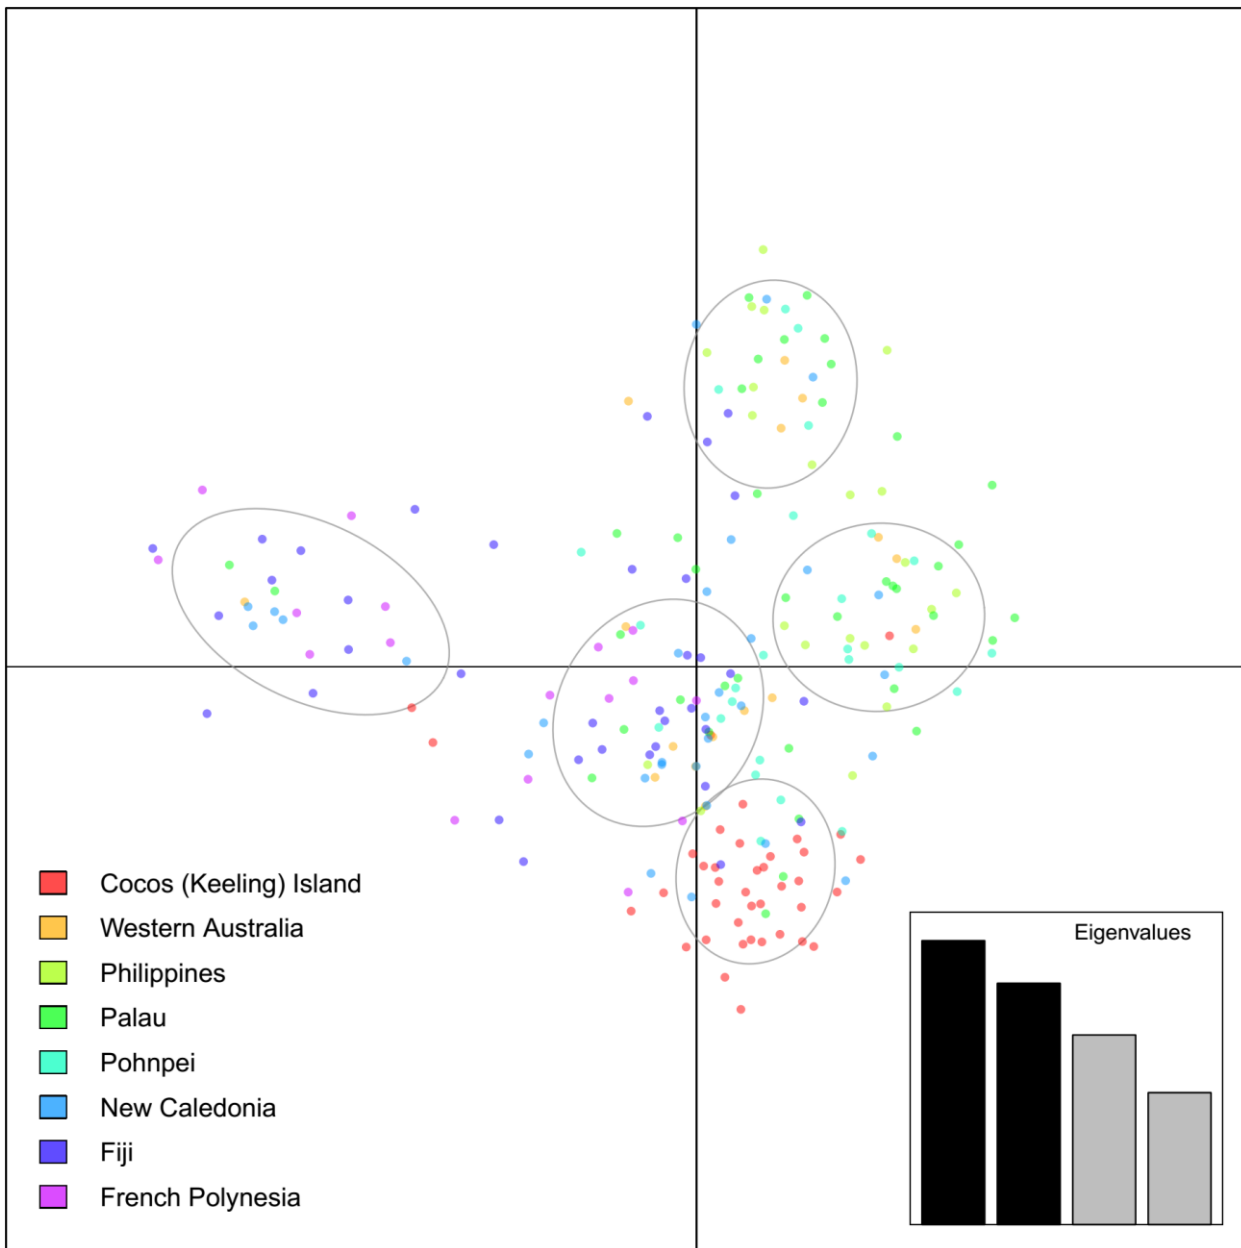 Cocos (Keeling) Island
Western Australia
Philippines
Palau
Pohnpei
New Caledonia
Fiji
French Polynesia
Eigenvalues